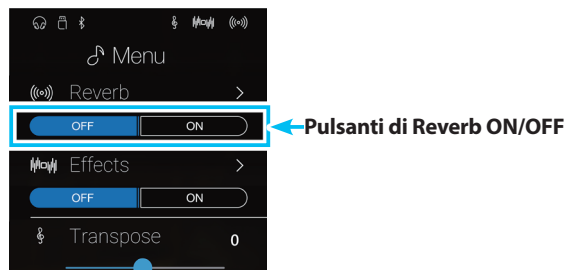 Menu
Reverb
OFF ON
Pulsanti di Reverb ON/OFF
Effects
OFF ON
Transpose 0